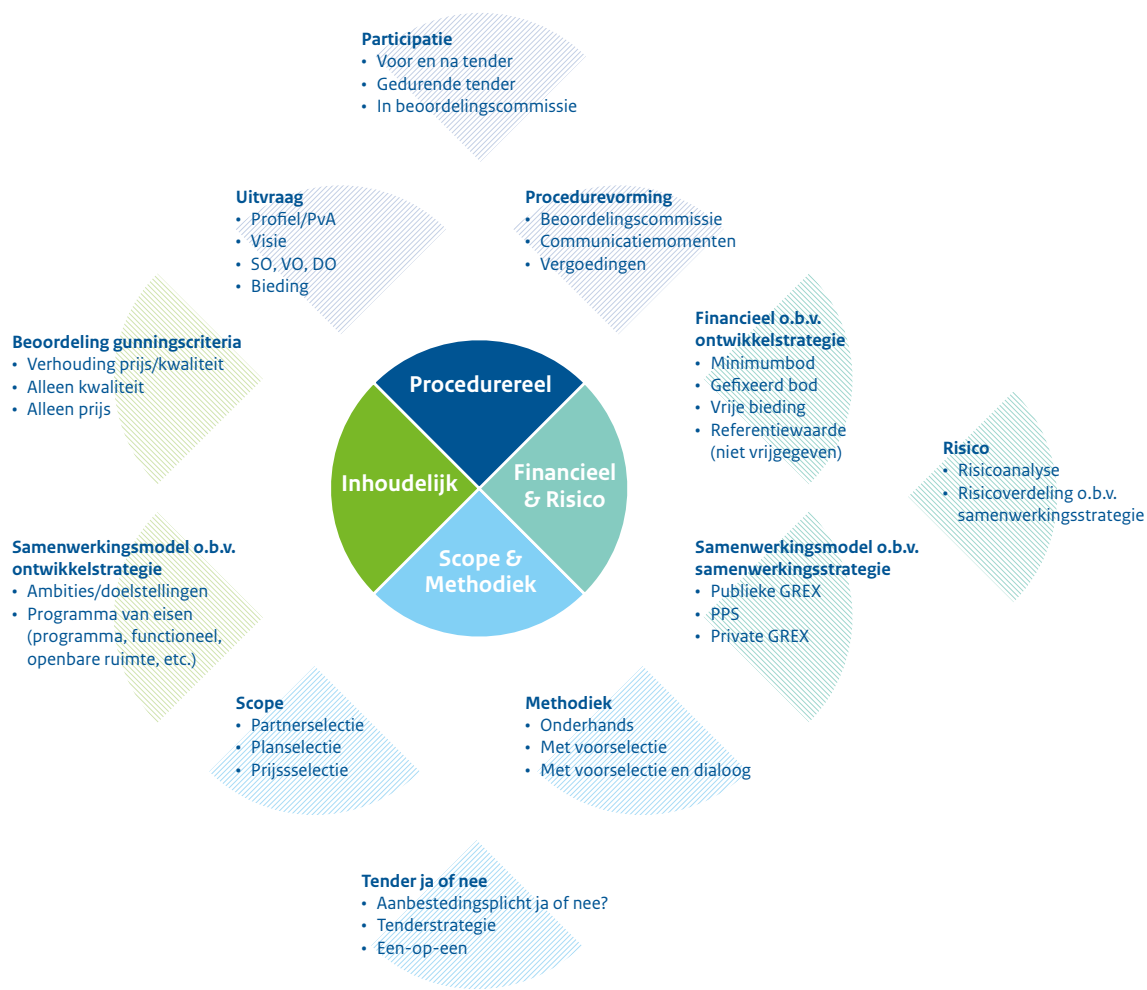 Participatie
• Voor en na tender
• Gedurende tender
• In beoordelingscommissie
Uitvraag
• Profiel/PvA
• Visie
• SO, VO, DO
• Bieding
Procedurevorming
• Beoordelingscommissie
• Communicatiemomenten
• Vergoedingen
Beoordeling gunningscriteria
• Verhouding prijs/kwaliteit
• Alleen kwaliteit
• Alleen prijs
Financieel o.b.v.
ontwikkelstrategie
• Minimumbod
• Gefixeerd bod
• Vrije bieding
• Referentiewaarde
(niet vrijgegeven)
Procedurereel
Inhoudelijk
Financieel
& Risico
Scope &
Methodiek
Risico
• Risicoanalyse
• Risicoverdeling o.b.v.
samenwerkingsstrategie
Samenwerkingsmodel o.b.v.
ontwikkelstrategie
• Ambities/doelstellingen
• Programma van eisen
(programma, functioneel,
openbare ruimte, etc.)
Samenwerkingsmodel o.b.v.
samenwerkingsstrategie
• Publieke GREX
• PPS
• Private GREX
Scope
• Partnerselectie
• Planselectie
• Prijssselectie
Methodiek
• Onderhands
• Met voorselectie
• Met voorselectie en dialoog
Tender ja of nee
• Aanbestedingsplicht ja of nee?
• Tenderstrategie
• Een-op-een